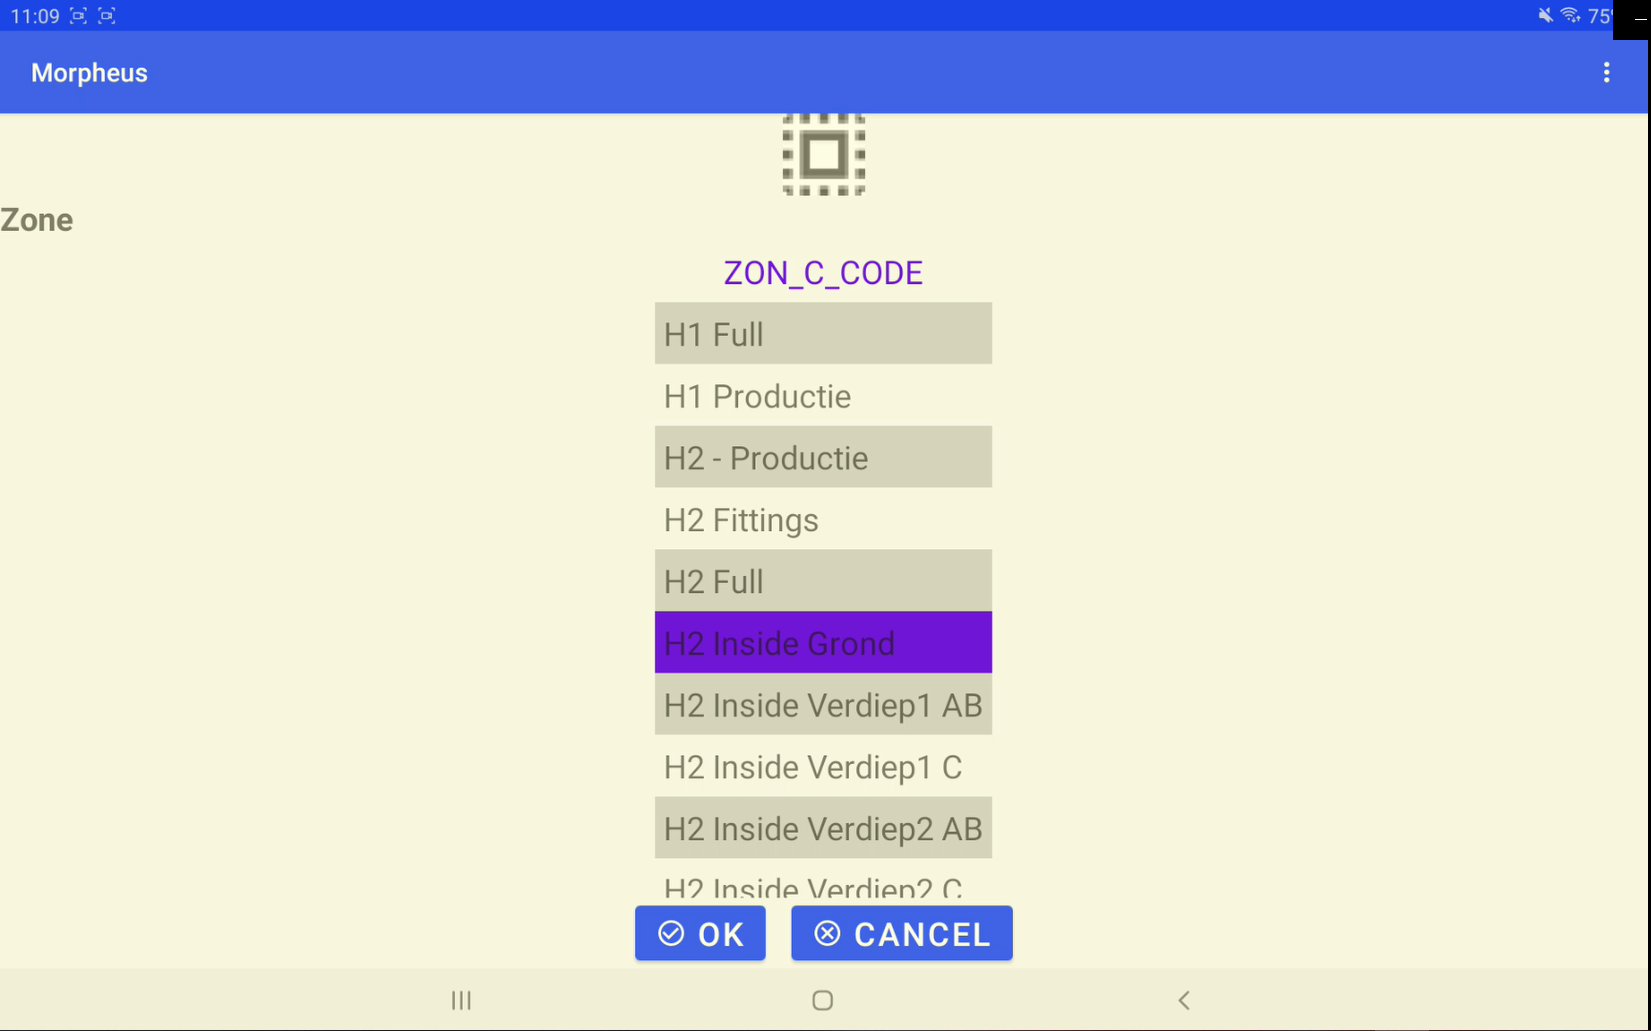 11:09
75
Morpheus
Zone
ZON_C_CODE
H1 Full
H1 Productie
H2 - Productie
H2 Fittings
H2 Full
H2 Inside Grond
H2 Inside Verdiep1 AB
H2 Inside Verdiep1 C
H2 Inside Verdiep2 AB
H2 Inside Verdiep2 C
OK
CANCEL